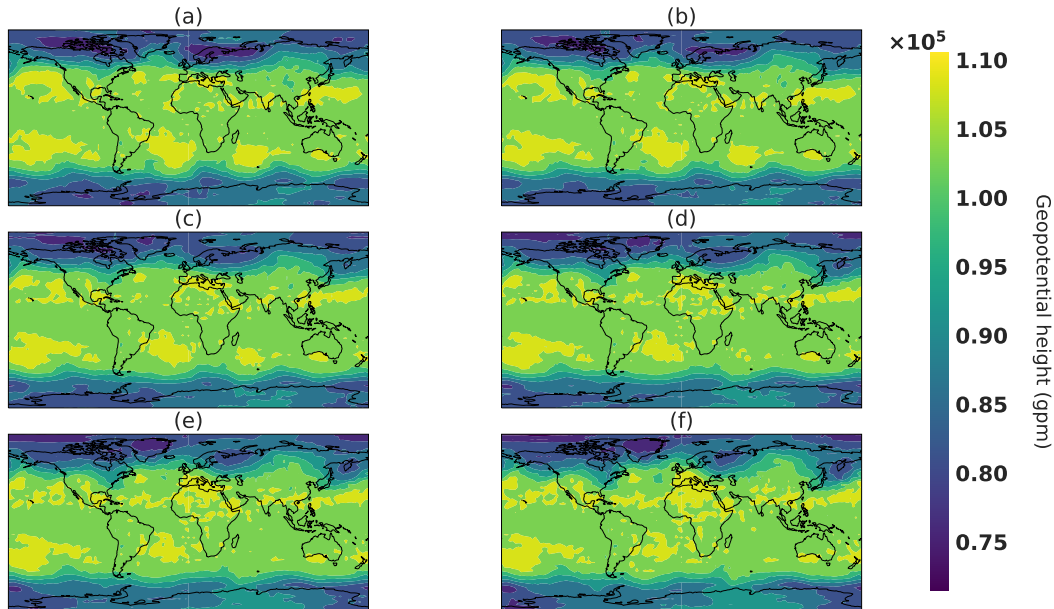 (a)
(b)
(c)
(d)
(e)
(f)
×10⁵
1.10
1.05
1.00
0.95
0.90
0.85
0.80
0.75
Geopotential height (gpm)